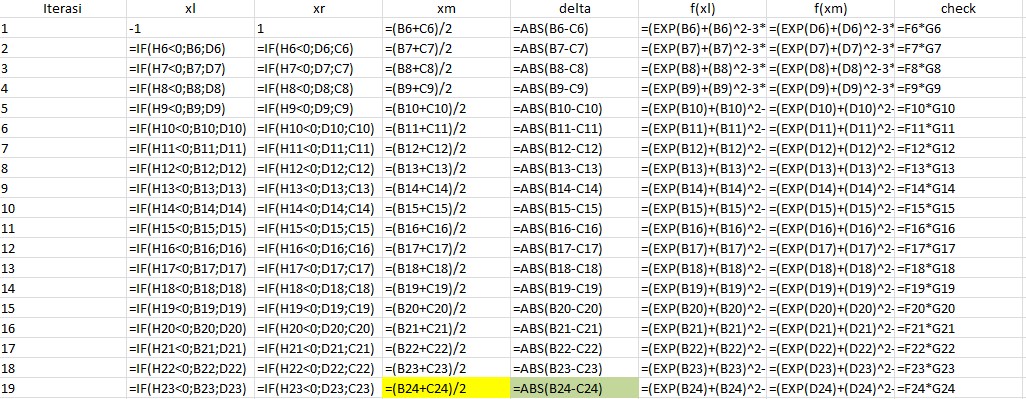 Iterasi xl xr xm delta f(xl) f(xm) check
1 -1 1 =(B6+C6)/2 =ABS(B6-C6) =(EXP(B6)+(B6)^2-3* =(EXP(D6)+(D6)^2-3* =F6*G6
2 =IF(H6<0;B6;D6) =IF(H6<0;D6;C6) =(B7+C7)/2 =ABS(B7-C7) =(EXP(B7)+(B7)^2-3* =(EXP(D7)+(D7)^2-3* =F7*G7
3 =IF(H7<0;B7;D7) =IF(H7<0;D7;C7) =(B8+C8)/2 =ABS(B8-C8) =(EXP(B8)+(B8)^2-3* =(EXP(D8)+(D8)^2-3* =F8*G8
4 =IF(H8<0;B8;D8) =IF(H8<0;D8;C8) =(B9+C9)/2 =ABS(B9-C9) =(EXP(B9)+(B9)^2-3* =(EXP(D9)+(D9)^2-3* =F9*G9
5 =IF(H9<0;B9;D9) =IF(H9<0;D9;C9) =(B10+C10)/2 =ABS(B10-C10) =(EXP(B10)+(B10)^2- =(EXP(D10)+(D10)^2- =F10*G10
6 =IF(H10<0;B10;D10) =IF(H10<0;D10;C10) =(B11+C11)/2 =ABS(B11-C11) =(EXP(B11)+(B11)^2- =(EXP(D11)+(D11)^2- =F11*G11
7 =IF(H11<0;B11;D11) =IF(H11<0;D11;C11) =(B12+C12)/2 =ABS(B12-C12) =(EXP(B12)+(B12)^2- =(EXP(D12)+(D12)^2- =F12*G12
8 =IF(H12<0;B12;D12) =IF(H12<0;D12;C12) =(B13+C13)/2 =ABS(B13-C13) =(EXP(B13)+(B13)^2- =(EXP(D13)+(D13)^2- =F13*G13
9 =IF(H13<0;B13;D13) =IF(H13<0;D13;C13) =(B14+C14)/2 =ABS(B14-C14) =(EXP(B14)+(B14)^2- =(EXP(D14)+(D14)^2- =F14*G14
10 =IF(H14<0;B14;D14) =IF(H14<0;D14;C14) =(B15+C15)/2 =ABS(B15-C15) =(EXP(B15)+(B15)^2- =(EXP(D15)+(D15)^2- =F15*G15
11 =IF(H15<0;B15;D15) =IF(H15<0;D15;C15) =(B16+C16)/2 =ABS(B16-C16) =(EXP(B16)+(B16)^2- =(EXP(D16)+(D16)^2- =F16*G16
12 =IF(H16<0;B16;D16) =IF(H16<0;D16;C16) =(B17+C17)/2 =ABS(B17-C17) =(EXP(B17)+(B17)^2- =(EXP(D17)+(D17)^2- =F17*G17
13 =IF(H17<0;B17;D17) =IF(H17<0;D17;C17) =(B18+C18)/2 =ABS(B18-C18) =(EXP(B18)+(B18)^2- =(EXP(D18)+(D18)^2- =F18*G18
14 =IF(H18<0;B18;D18) =IF(H18<0;D18;C18) =(B19+C19)/2 =ABS(B19-C19) =(EXP(B19)+(B19)^2- =(EXP(D19)+(D19)^2- =F19*G19
15 =IF(H19<0;B19;D19) =IF(H19<0;D19;C19) =(B20+C20)/2 =ABS(B20-C20) =(EXP(B20)+(B20)^2- =(EXP(D20)+(D20)^2- =F20*G20
16 =IF(H20<0;B20;D20) =IF(H20<0;D20;C20) =(B21+C21)/2 =ABS(B21-C21) =(EXP(B21)+(B21)^2- =(EXP(D21)+(D21)^2- =F21*G21
17 =IF(H21<0;B21;D21) =IF(H21<0;D21;C21) =(B22+C22)/2 =ABS(B22-C22) =(EXP(B22)+(B22)^2- =(EXP(D22)+(D22)^2- =F22*G22
18 =IF(H22<0;B22;D22) =IF(H22<0;D22;C22) =(B23+C23)/2 =ABS(B23-C23) =(EXP(B23)+(B23)^2- =(EXP(D23)+(D23)^2- =F23*G23
19 =IF(H23<0;B23;D23) =IF(H23<0;D23;C23) =(B24+C24)/2 =ABS(B24-C24) =(EXP(B24)+(B24)^2- =(EXP(D24)+(D24)^2- =F24*G24